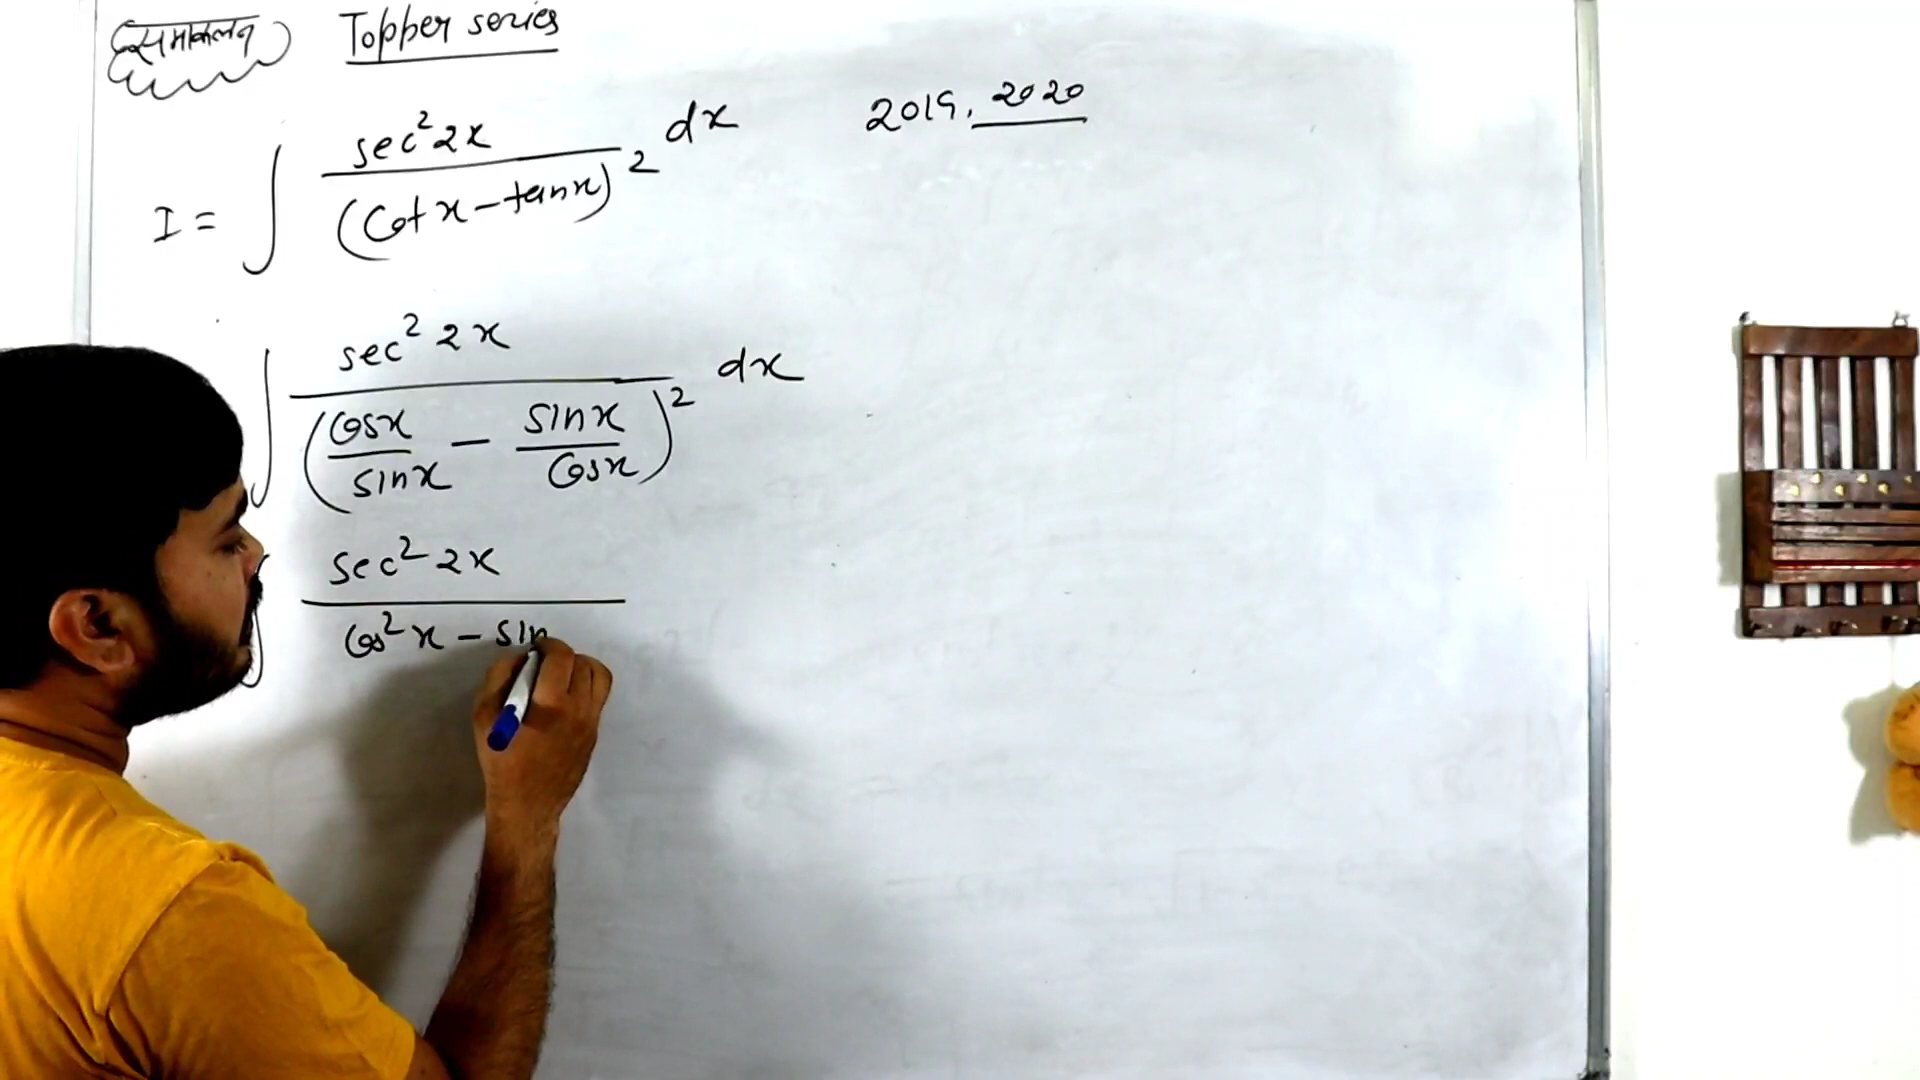 समाकलन Topper series
I = ∫ sec²2x / (cotx - tanx)² dx 2019, 2020
∫ sec²2x / (cosx/sinx - sinx/cosx)² dx
∫ sec²2x / cos²x - sin